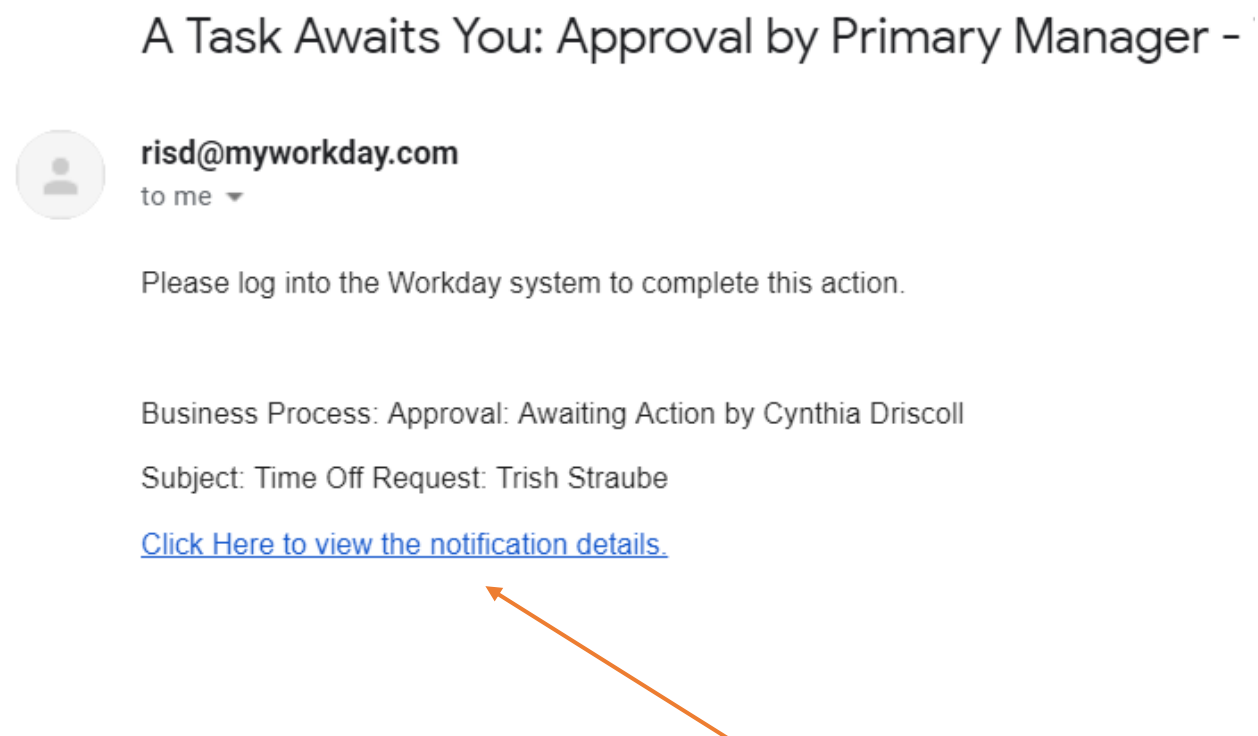 A Task Awaits You: Approval by Primary Manager -
risd@myworkday.com
to me
Please log into the Workday system to complete this action.
Business Process: Approval: Awaiting Action by Cynthia Driscoll
Subject: Time Off Request: Trish Straube
Click Here to view the notification details.